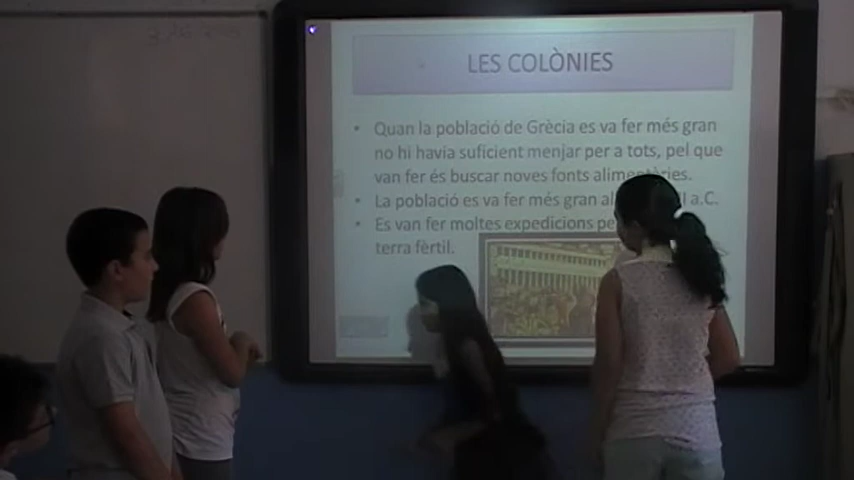 LES COLÒNIES
• Quan la població de Grècia es va fer més gran
no hi havia suficient menjar per a tots, pel que
van fer és buscar noves fonts alimentàries.
• La població es va fer més gran al a.C.
• Es van fer moltes expedicions
terra fèrtil.